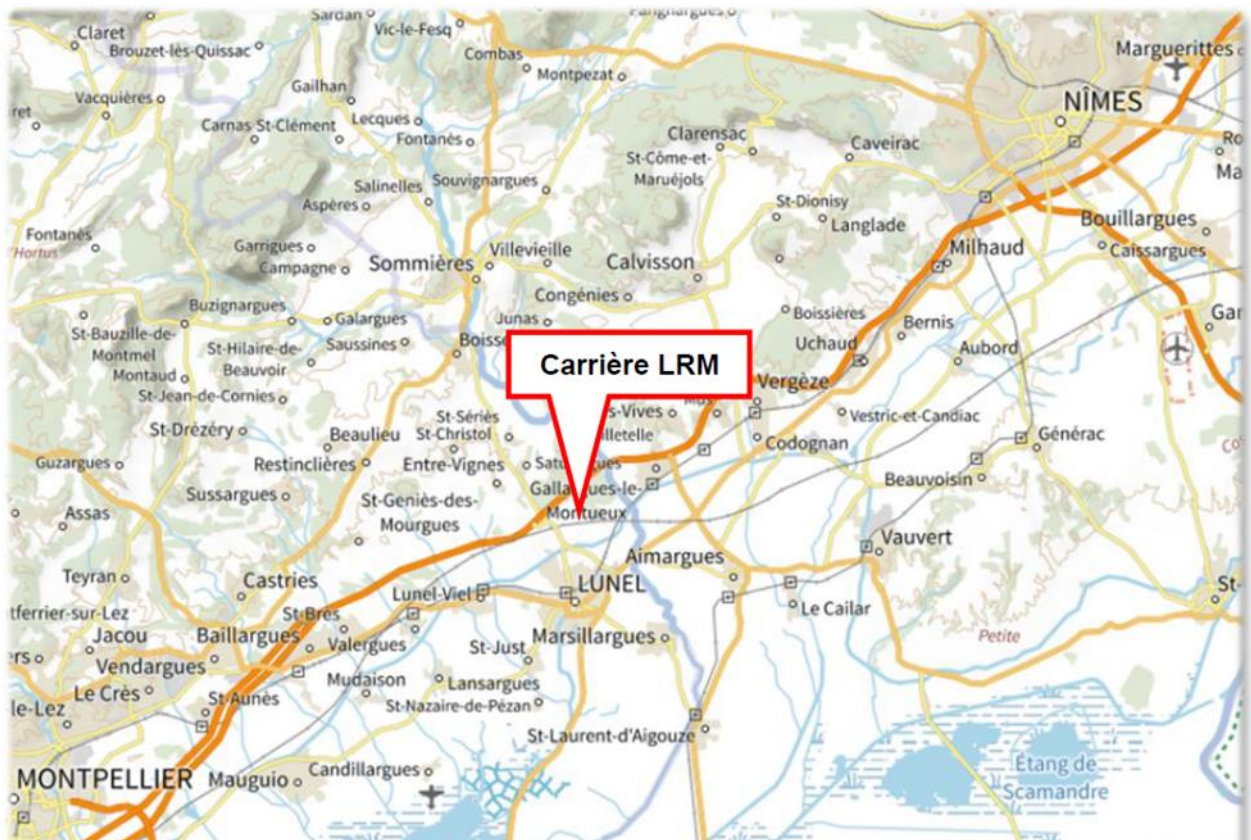 Sardan
Vic-le-Fesq
Claret
Brouzet-lès-Quissac
Combas
Montpezat
Marguerittes
Vacquières
Gailhan
NÎMES
Lecques
Carnas
St-Clément
Fontanès
Clarensac
Caveirac
St-Côme-et-
Maruéjols
Salinelles
Souvignargues
Aspères
St-Dionisy
Langlade
Bouillargues
Fontanès
Garrigues
Villevieille
Milhaud
Caissargues
Campagne
Sommières
Calvisson
Congénies
Buzignargues
Galargues
Junas
Boissières
Bernis
St-Bauzille-de-
Montmel
St-Hilaire-de-
Beauvoir
Saussines
Uchaud
Aubord
Carrière LRM
Montaud
Vergèze
St-Jean-de-Cornies
St-Sériès
St-Christol
Vestric-et-Candiac
St-Drézéry
Beaulieu
Codognan
Générac
Guzargues
Restinclières
Entre-Vignes
Sussargues
Beauvoisin
St-Geniès-des-
Mourgues
Assas
Vauvert
Aimargues
Teyran
Castries
Lunel-Viel
LUNEL
Le Cailar
St-Brès
Jacou
Baillargues
Valergues
St-Just
Marsillargues
Petite
Vendargues
Le Crès
Mudaison
Lansargues
St-Aunès
St-Nazaire-de-Pézan
St-Laurent-d'Aigouze
MONTPELLIER
Mauguio
Candillargues
Étang de
Scamandre